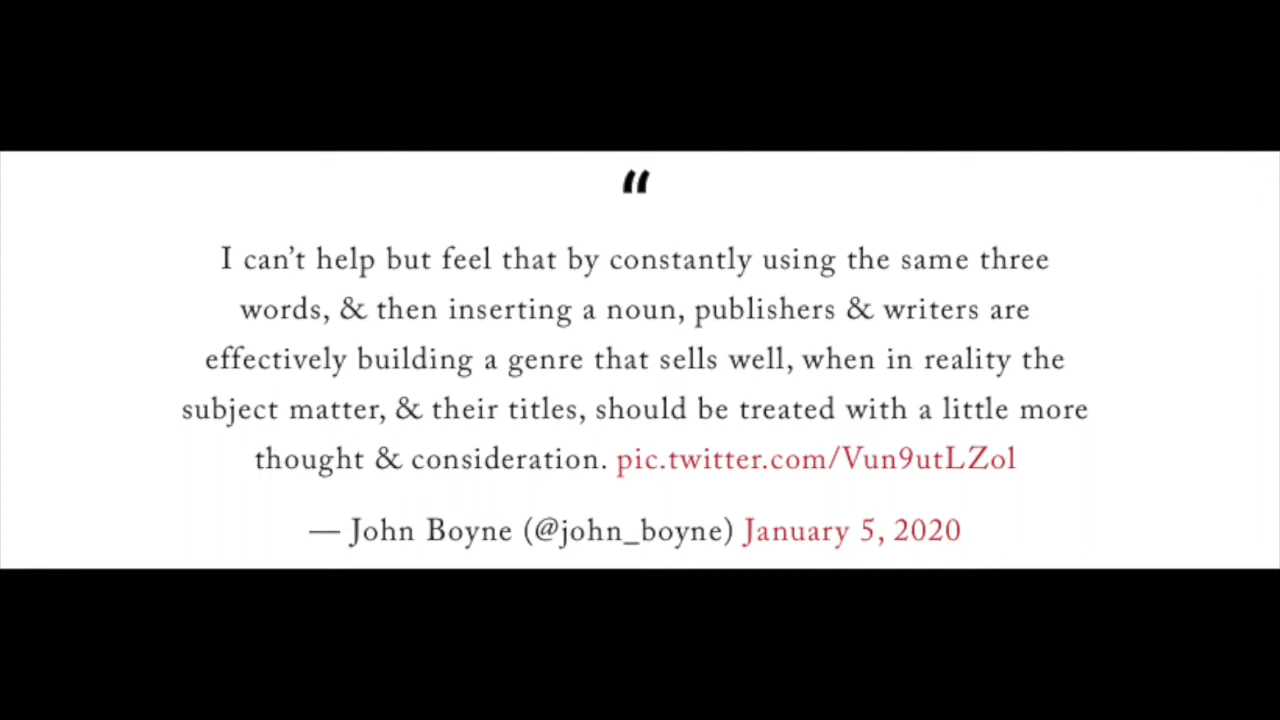 “
I can’t help but feel that by constantly using the same three
words, & then inserting a noun, publishers & writers are
effectively building a genre that sells well, when in reality the
subject matter, & their titles, should be treated with a little more
thought & consideration. pic.twitter.com/Vun9utLZol
— John Boyne (@john_boyne) January 5, 2020